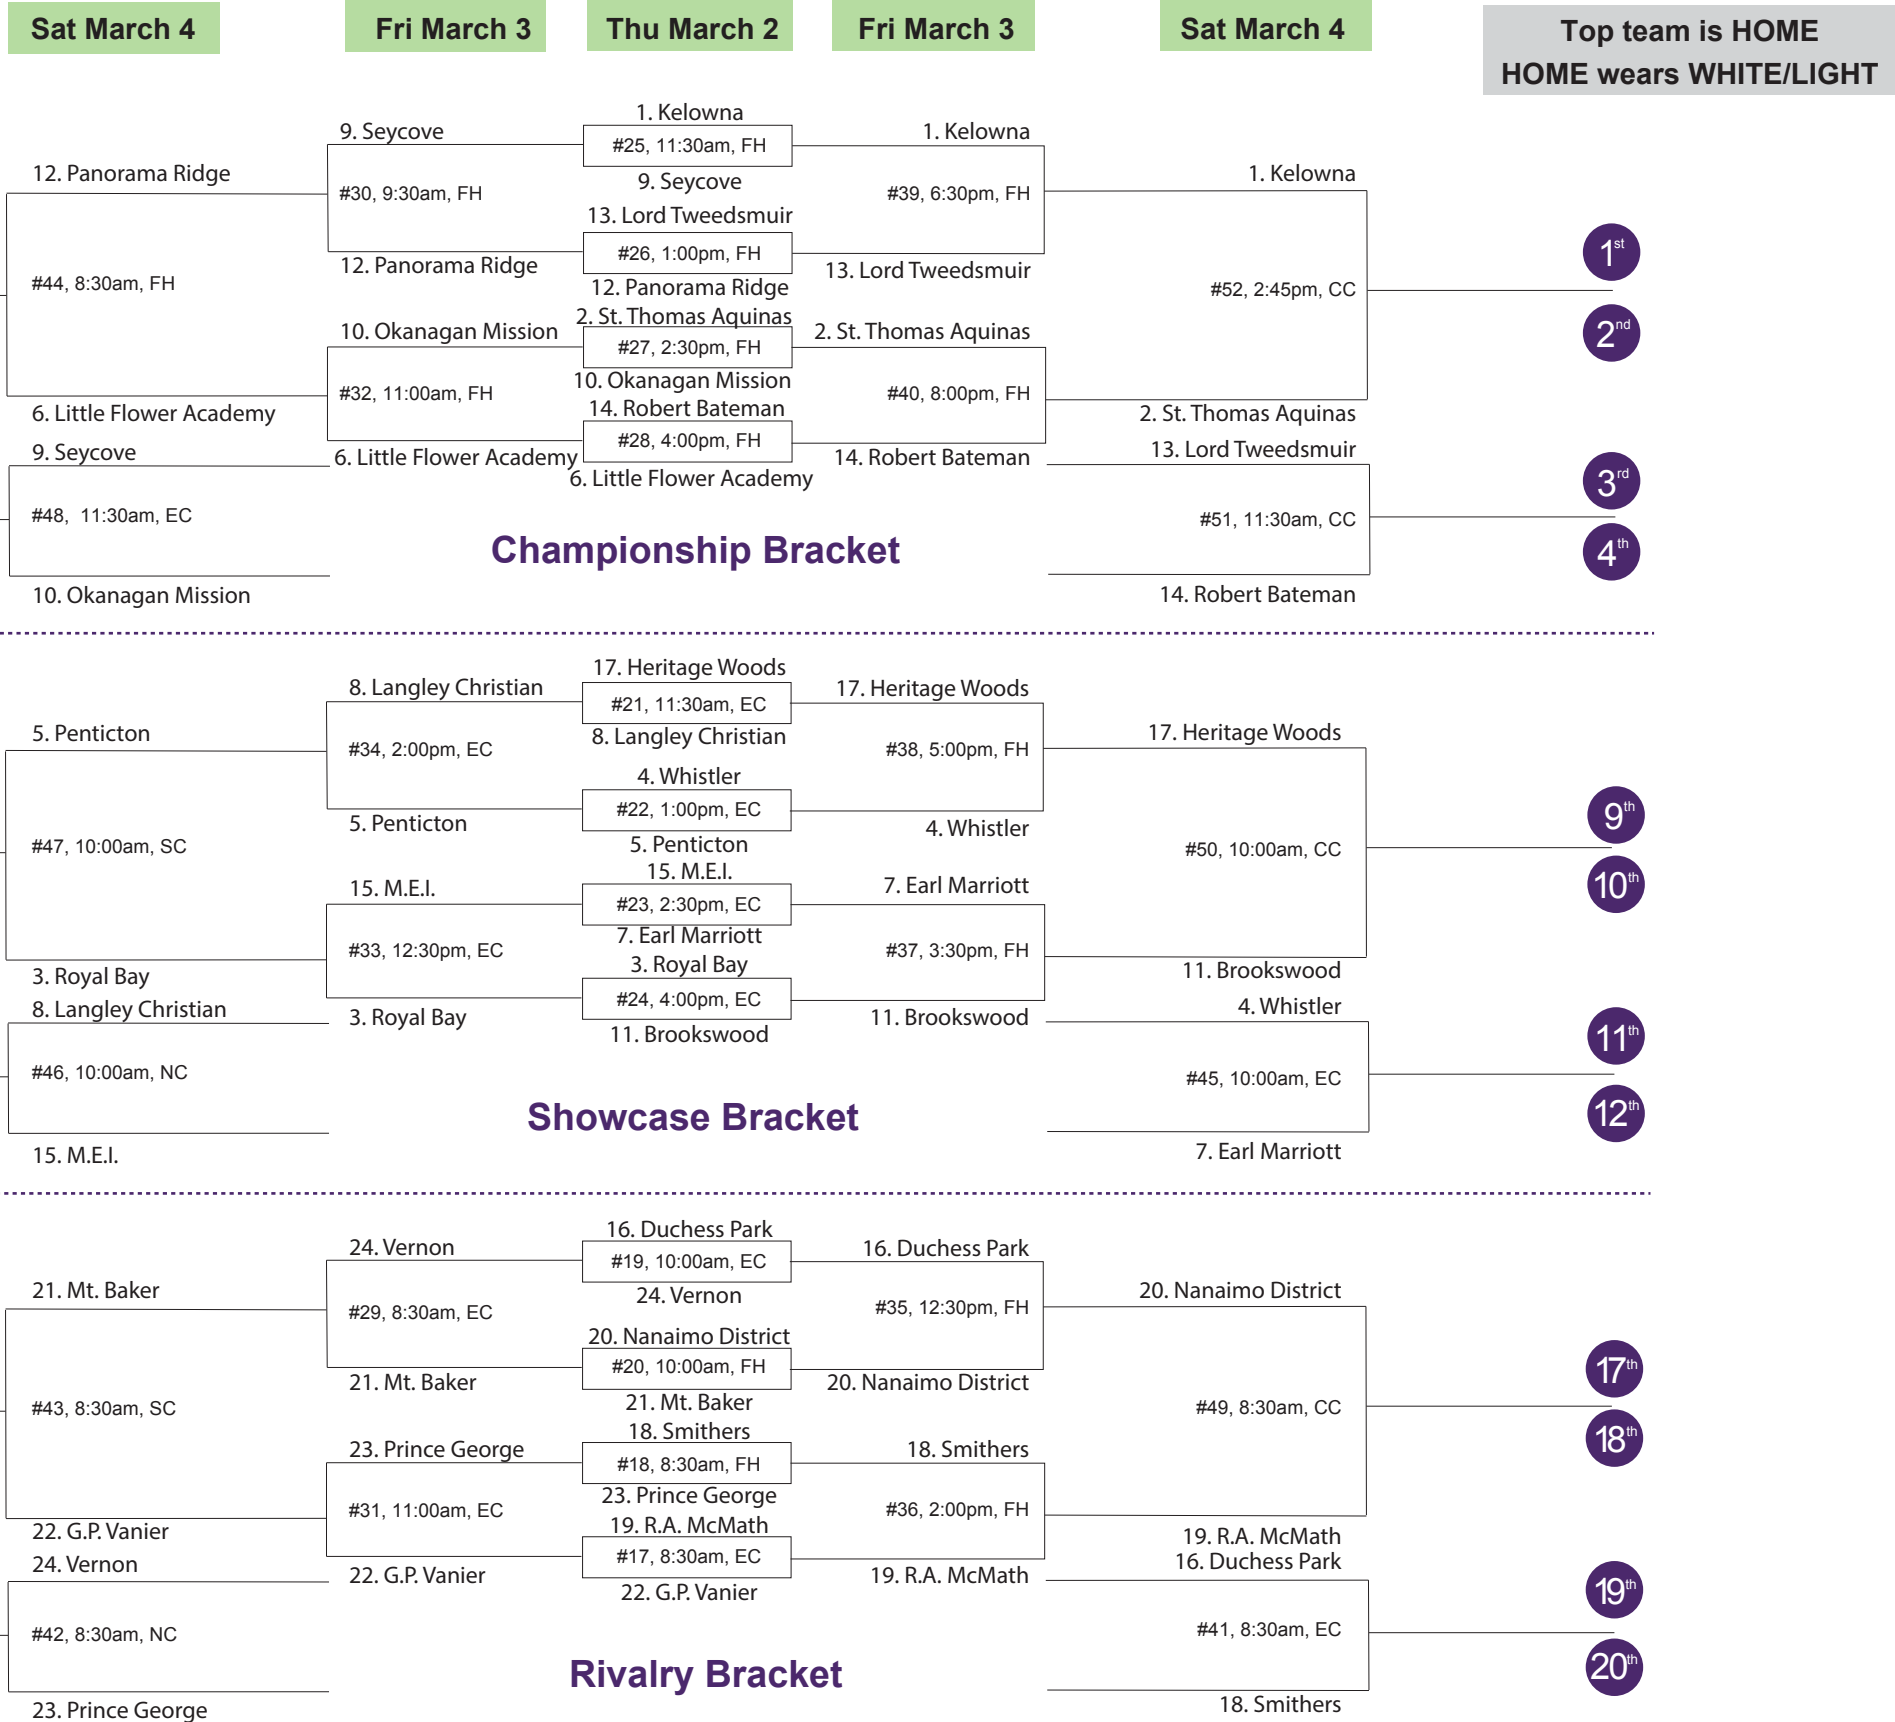 Sat March 4
Fri March 3
Thu March 2
Fri March 3
Sat March 4
Top team is HOME
HOME wears WHITE/LIGHT
12. Panorama Ridge
#44, 8:30am, FH
6. Little Flower Academy
9. Seycove
#48, 11:30am, EC
10. Okanagan Mission
9. Seycove
#30, 9:30am, FH
12. Panorama Ridge
10. Okanagan Mission
#32, 11:00am, FH
6. Little Flower Academy
1. Kelowna
#25, 11:30am, FH
9. Seycove
13. Lord Tweedsmuir
#26, 1:00pm, FH
12. Panorama Ridge
2. St. Thomas Aquinas
#27, 2:30pm, FH
10. Okanagan Mission
14. Robert Bateman
#28, 4:00pm, FH
6. Little Flower Academy
1. Kelowna
#39, 6:30pm, FH
13. Lord Tweedsmuir
2. St. Thomas Aquinas
#40, 8:00pm, FH
14. Robert Bateman
1. Kelowna
#52, 2:45pm, CC
2. St. Thomas Aquinas
13. Lord Tweedsmuir
#51, 11:30am, CC
14. Robert Bateman
1st
2nd
3rd
4th
Championship Bracket
5. Penticton
#47, 10:00am, SC
3. Royal Bay
8. Langley Christian
#46, 10:00am, NC
15. M.E.I.
8. Langley Christian
#34, 2:00pm, EC
5. Penticton
15. M.E.I.
#33, 12:30pm, EC
3. Royal Bay
17. Heritage Woods
#21, 11:30am, EC
8. Langley Christian
4. Whistler
#22, 1:00pm, EC
5. Penticton
15. M.E.I.
#23, 2:30pm, EC
7. Earl Marriott
3. Royal Bay
#24, 4:00pm, EC
11. Brookswood
17. Heritage Woods
#38, 5:00pm, FH
4. Whistler
7. Earl Marriott
#37, 3:30pm, FH
11. Brookswood
17. Heritage Woods
#50, 10:00am, CC
11. Brookswood
4. Whistler
#45, 10:00am, EC
7. Earl Marriott
9th
10th
11th
12th
Showcase Bracket
21. Mt. Baker
#43, 8:30am, SC
22. G.P. Vanier
24. Vernon
#42, 8:30am, NC
23. Prince George
24. Vernon
#29, 8:30am, EC
21. Mt. Baker
23. Prince George
#31, 11:00am, EC
22. G.P. Vanier
16. Duchess Park
#19, 10:00am, EC
24. Vernon
20. Nanaimo District
#20, 10:00am, FH
21. Mt. Baker
18. Smithers
#18, 8:30am, FH
23. Prince George
19. R.A. McMath
#17, 8:30am, EC
22. G.P. Vanier
16. Duchess Park
#35, 12:30pm, FH
20. Nanaimo District
18. Smithers
#36, 2:00pm, FH
19. R.A. McMath
20. Nanaimo District
#49, 8:30am, CC
19. R.A. McMath
16. Duchess Park
#41, 8:30am, EC
18. Smithers
17th
18th
19th
20th
Rivalry Bracket